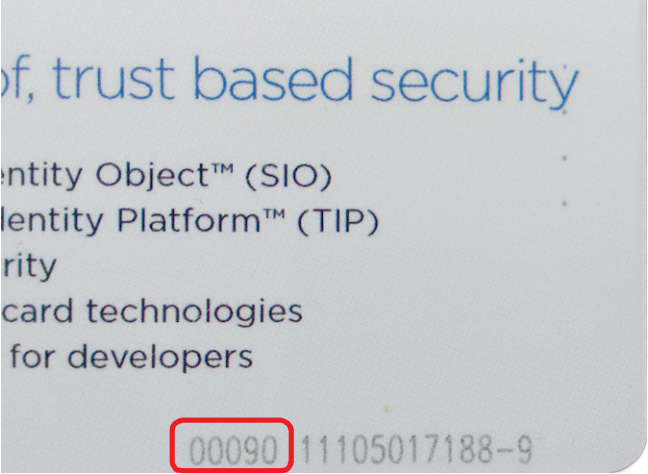 of, trust based security
entity Object™ (SIO)
dentity Platform™ (TIP)
rity
card technologies
for developers
00090 11105017188-9